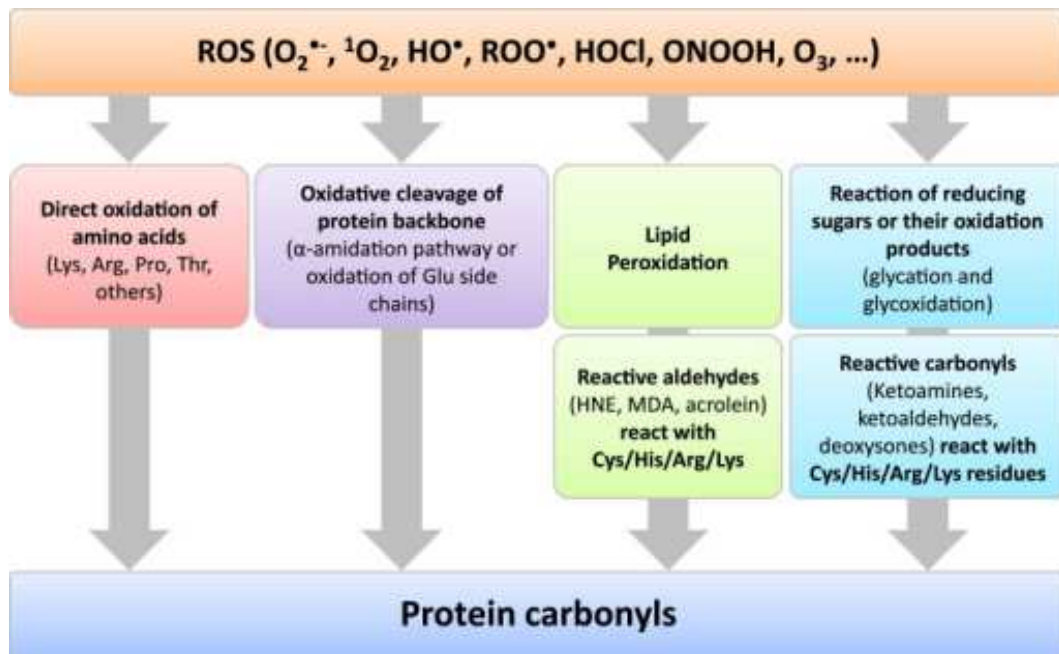 ROS (O₂•-, ¹O₂, HO•, ROO•, HOCl, ONOOH, O₃, ...)
Direct oxidation of
amino acids
(Lys, Arg, Pro, Thr,
others)
Oxidative cleavage of
protein backbone
(α-amidation pathway or
oxidation of Glu side
chains)
Lipid
Peroxidation
Reaction of reducing
sugars or their oxidation
products
(glycation and
glycoxidation)
Reactive aldehydes
(HNE, MDA, acrolein)
react with
Cys/His/Arg/Lys
Reactive carbonyls
(Ketoamines,
ketoaldehydes,
deoxysones) react with
Cys/His/Arg/Lys residues
Protein carbonyls